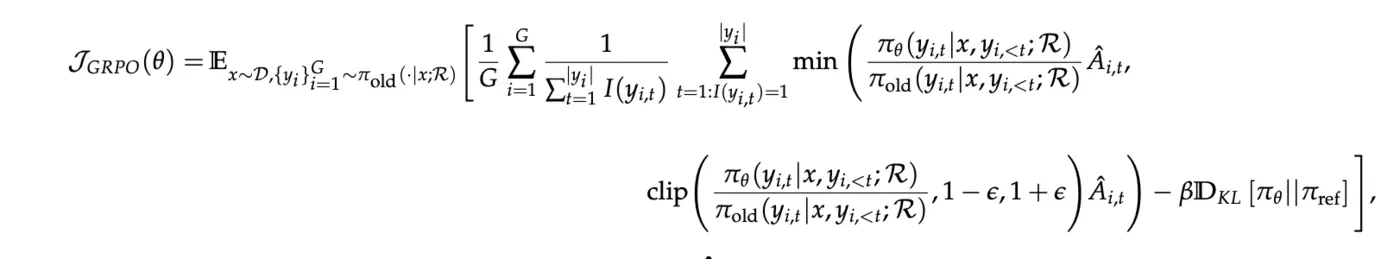 $$\mathcal{J}_{GRPO}(\theta) = \mathbb{E}_{x \sim \mathcal{D}, \{y_i\}_{i=1}^{G} \sim \pi_{\text{old}}(\cdot|x;\mathcal{R})} \Bigg[ \frac{1}{G} \sum_{i=1}^{G} \frac{1}{\sum_{t=1}^{|y_i|} I(y_{i,t})} \sum_{t=1:I(y_{i,t})=1}^{|y_i|} \min \Bigg( \frac{\pi_\theta(y_{i,t}|x, y_{i,<t};\mathcal{R})}{\pi_{\text{old}}(y_{i,t}|x, y_{i,<t};\mathcal{R})} \hat{A}_{i,t},$$
$$\text{clip}\Bigg( \frac{\pi_\theta(y_{i,t}|x, y_{i,<t};\mathcal{R})}{\pi_{\text{old}}(y_{i,t}|x, y_{i,<t};\mathcal{R})}, 1-\epsilon, 1+\epsilon \Bigg) \hat{A}_{i,t} \Bigg) - \beta \mathbb{D}_{KL}\left[\pi_\theta || \pi_{\text{ref}}\right] \Bigg],$$